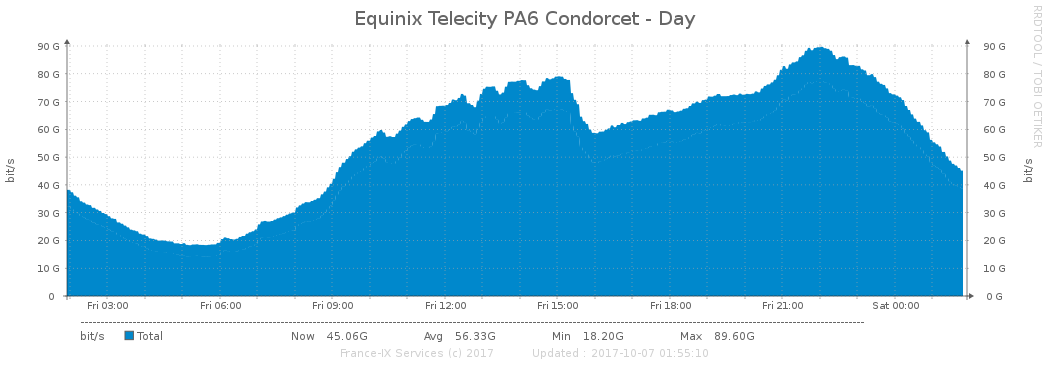 Equinix Telecity PA6 Condorcet - Day
RRDTOOL / TOBI OETIKER
90 G 90 G
80 G 80 G
70 G 70 G
60 G 60 G
50 G 50 G
40 G 40 G
30 G 30 G
20 G 20 G
10 G 10 G
0 0 G
bit/s bit/s
Fri 03:00 Fri 06:00 Fri 09:00 Fri 12:00 Fri 15:00 Fri 18:00 Fri 21:00 Sat 00:00
bit/s Total Now 45.06G Avg 56.33G Min 18.20G Max 89.60G
France-IX Services (c) 2017 Updated : 2017-10-07 01:55:10